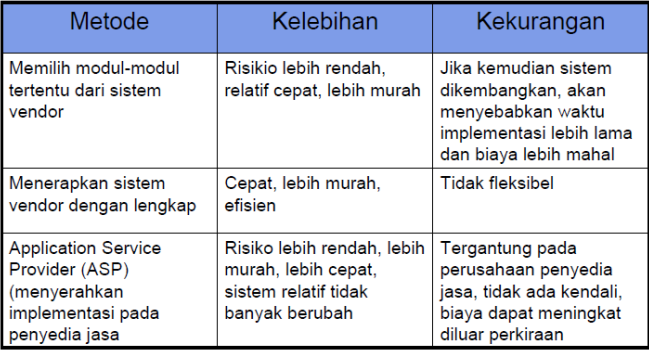 Metode
Kelebihan
Kekurangan
Memilih modul-modul
tertentu dari sistem
vendor
Risikio lebih rendah,
relatif cepat, lebih murah
Jika kemudian sistem
dikembangkan, akan
menyebabkan waktu
implementasi lebih lama
dan biaya lebih mahal
Menerapkan sistem
vendor dengan lengkap
Cepat, lebih murah,
efisien
Tidak fleksibel
Application Service
Provider (ASP)
(menyerahkan
implementasi pada
penyedia jasa
Risiko lebih rendah, lebih
murah, lebih cepat,
sistem relatif tidak
banyak berubah
Tergantung pada
perusahaan penyedia
jasa, tidak ada kendali,
biaya dapat meningkat
diluar perkiraan